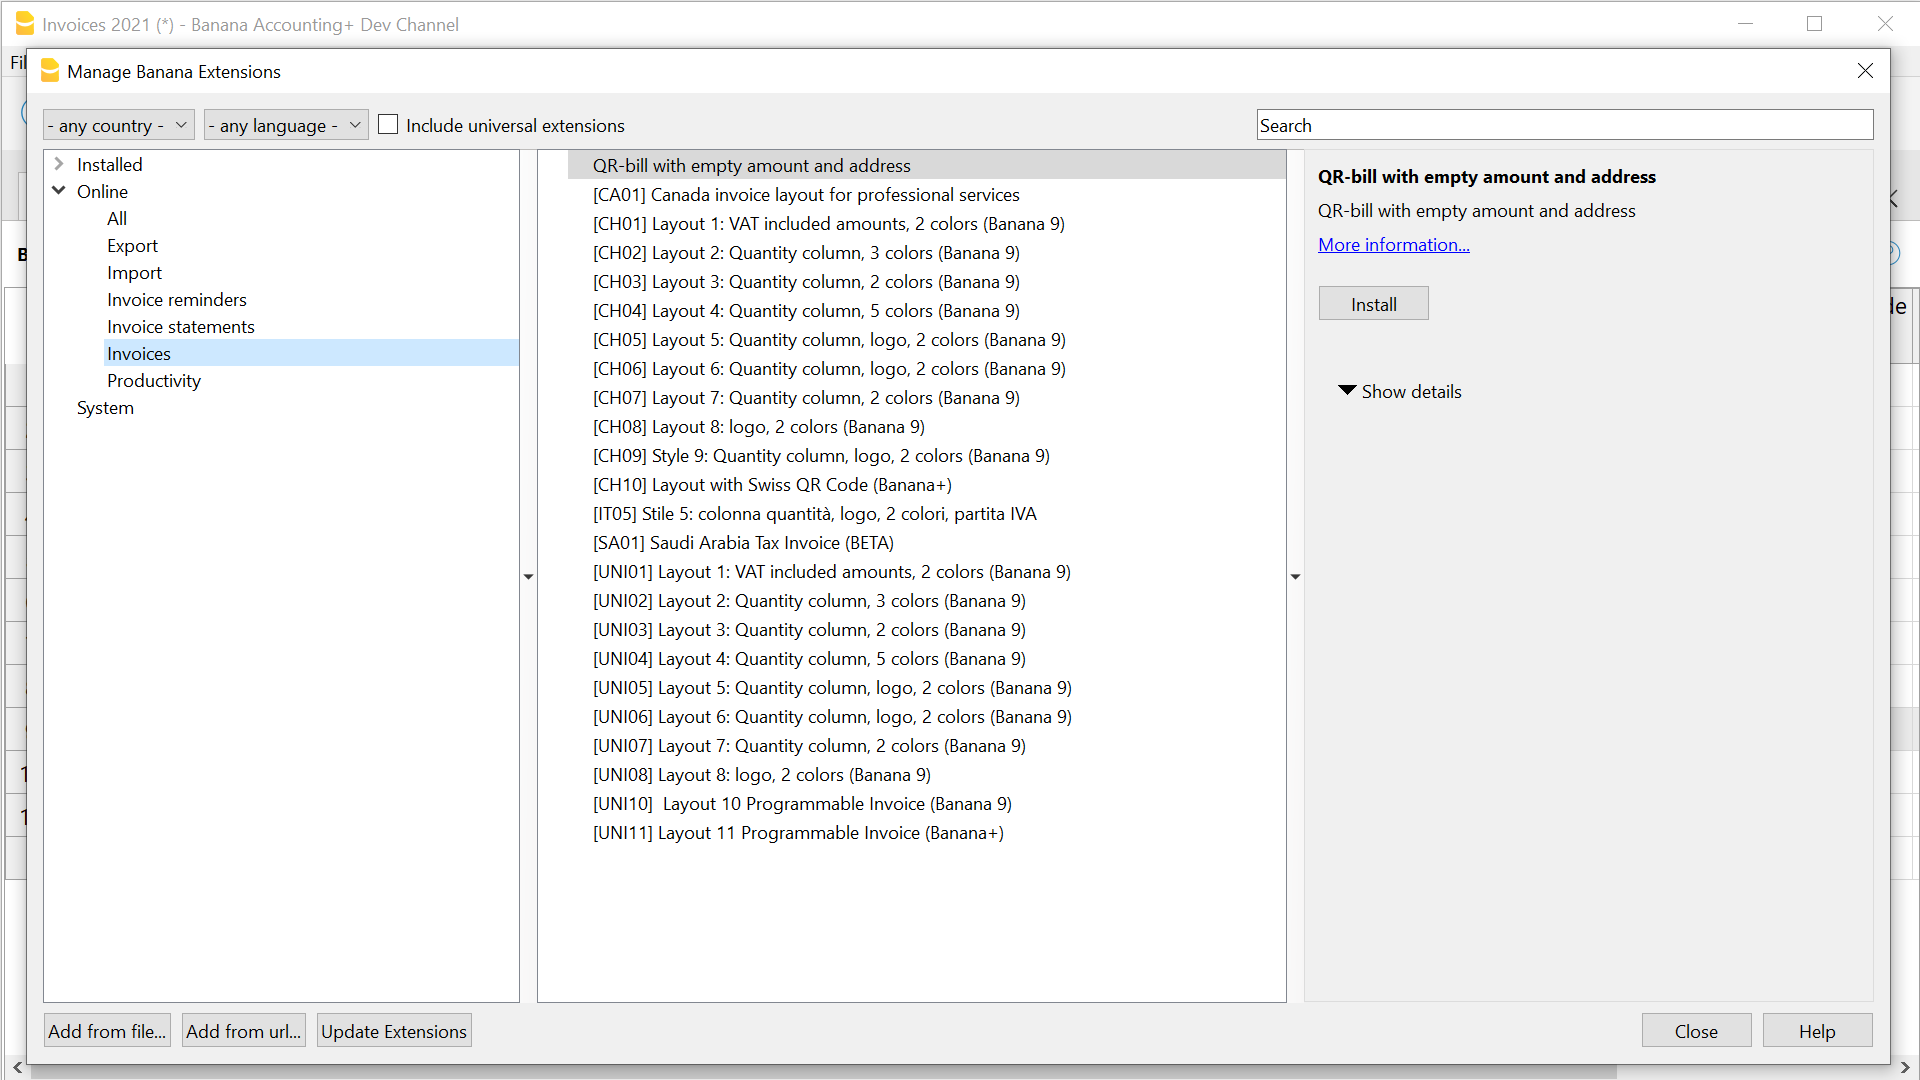 Invoices 2021 (*) - Banana Accounting+ Dev Channel
Manage Banana Extensions
- any country -
- any language -
Include universal extensions
Search
Installed
Online
All
Export
Import
Invoice reminders
Invoice statements
Invoices
Productivity
System
QR-bill with empty amount and address
[CA01] Canada invoice layout for professional services
[CH01] Layout 1: VAT included amounts, 2 colors (Banana 9)
[CH02] Layout 2: Quantity column, 3 colors (Banana 9)
[CH03] Layout 3: Quantity column, 2 colors (Banana 9)
[CH04] Layout 4: Quantity column, 5 colors (Banana 9)
[CH05] Layout 5: Quantity column, logo, 2 colors (Banana 9)
[CH06] Layout 6: Quantity column, logo, 2 colors (Banana 9)
[CH07] Layout 7: Quantity column, 2 colors (Banana 9)
[CH08] Layout 8: logo, 2 colors (Banana 9)
[CH09] Style 9: Quantity column, logo, 2 colors (Banana 9)
[CH10] Layout with Swiss QR Code (Banana+)
[IT05] Stile 5: colonna quantità, logo, 2 colori, partita IVA
[SA01] Saudi Arabia Tax Invoice (BETA)
[UNI01] Layout 1: VAT included amounts, 2 colors (Banana 9)
[UNI02] Layout 2: Quantity column, 3 colors (Banana 9)
[UNI03] Layout 3: Quantity column, 2 colors (Banana 9)
[UNI04] Layout 4: Quantity column, 5 colors (Banana 9)
[UNI05] Layout 5: Quantity column, logo, 2 colors (Banana 9)
[UNI06] Layout 6: Quantity column, logo, 2 colors (Banana 9)
[UNI07] Layout 7: Quantity column, 2 colors (Banana 9)
[UNI08] Layout 8: logo, 2 colors (Banana 9)
[UNI10]  Layout 10 Programmable Invoice (Banana 9)
[UNI11] Layout 11 Programmable Invoice (Banana+)
QR-bill with empty amount and address
QR-bill with empty amount and address
More information...
Install
Show details
Add from file...
Add from url...
Update Extensions
Close
Help